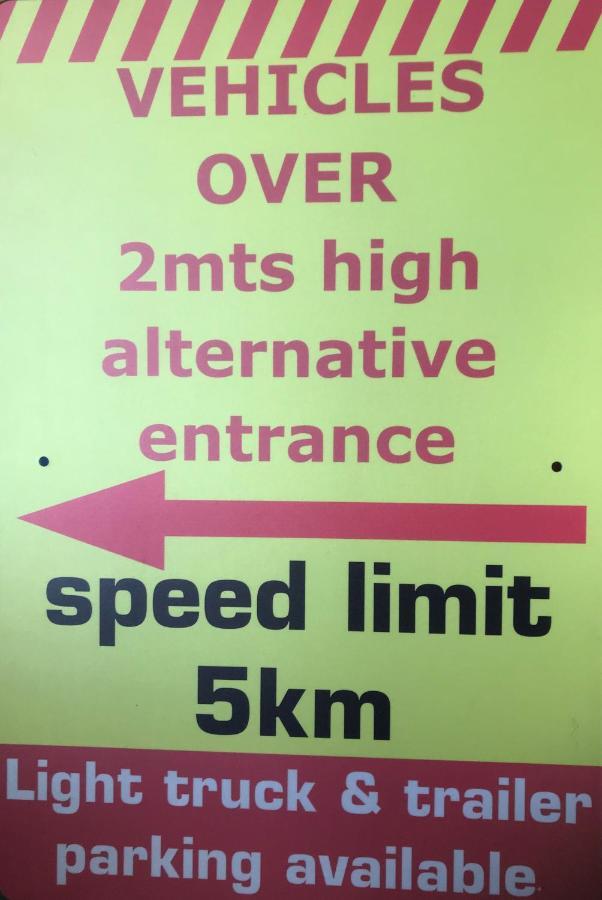 VEHICLES
OVER
2mts high
alternative
entrance
speed limit
5km
Light truck & trailer
parking available